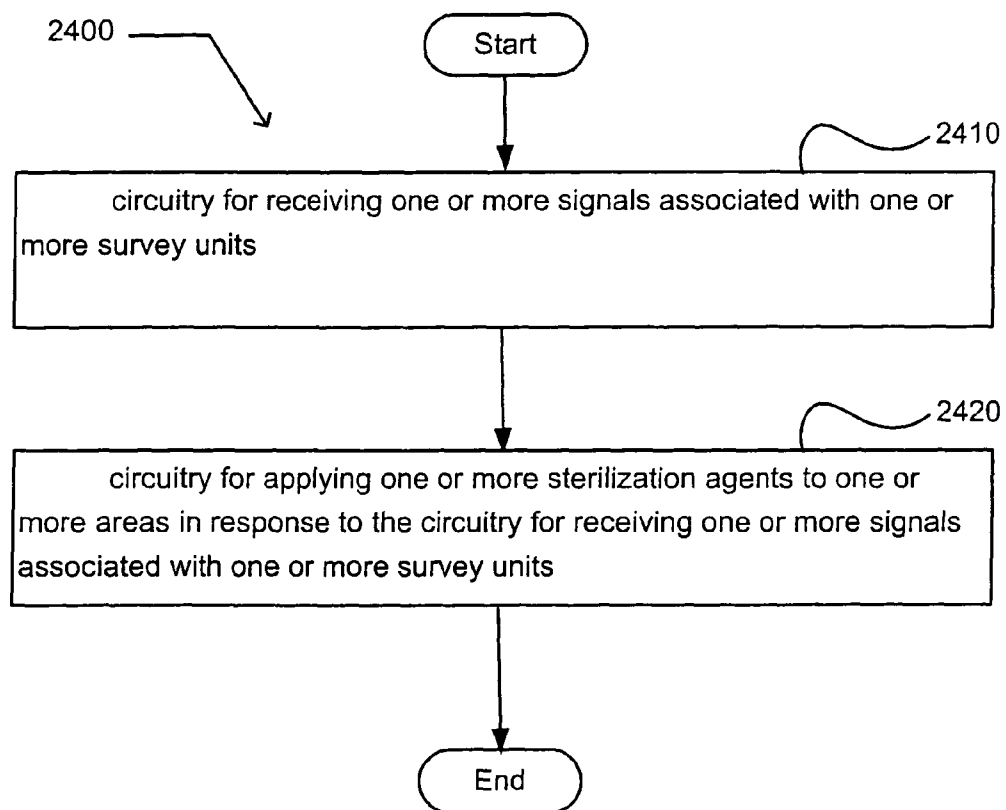 2400
Start
2410
circuitry for receiving one or more signals associated with one or
more survey units
2420
circuitry for applying one or more sterilization agents to one or
more areas in response to the circuitry for receiving one or more signals
associated with one or more survey units
End